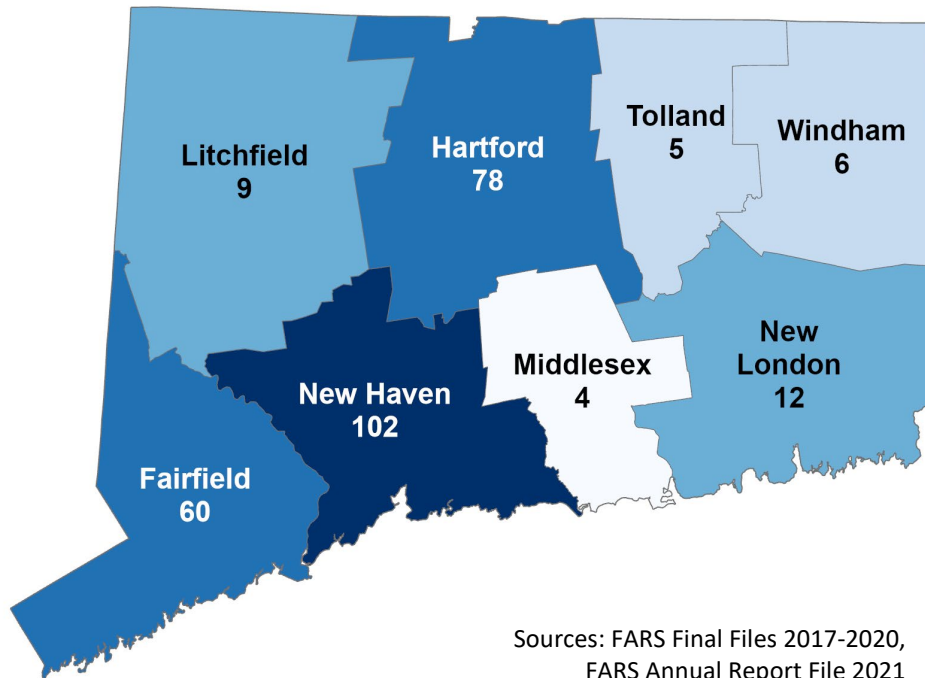 Litchfield
9
Hartford
78
Tolland
5
Windham
6
New Haven
102
Middlesex
4
New
London
12
Fairfield
60
Sources: FARS Final Files 2017-2020,
FARS Annual Report File 2021